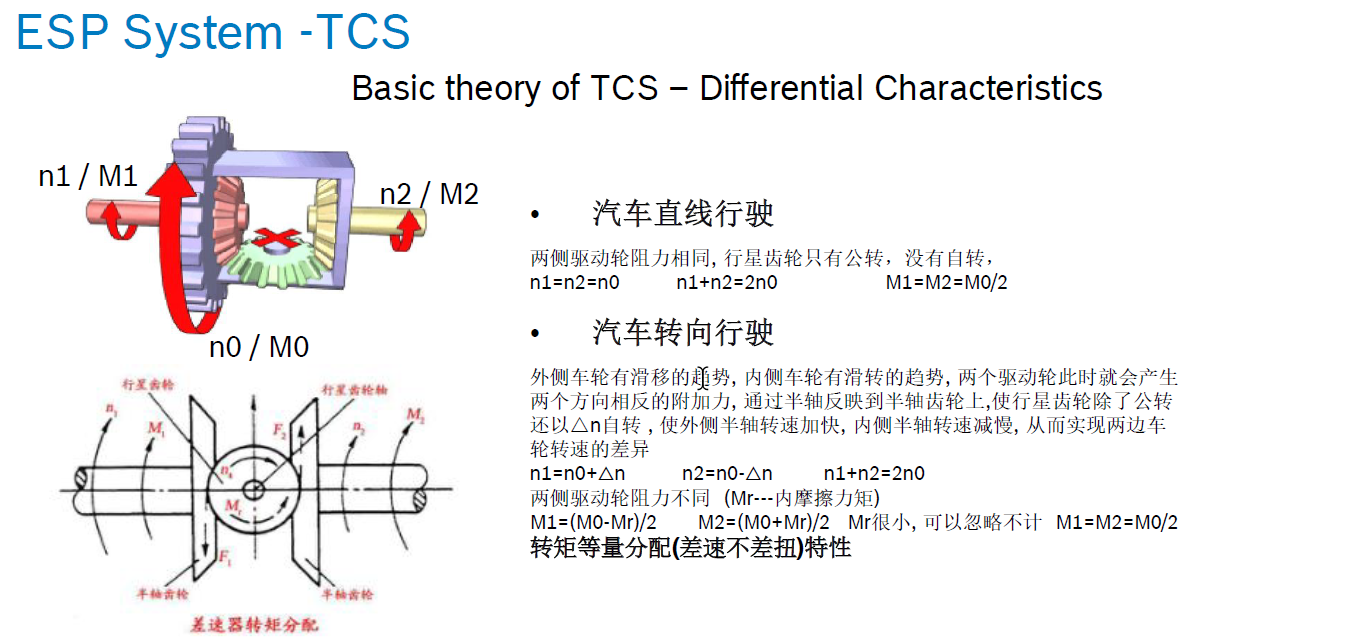 ESP System -TCS
Basic theory of TCS – Differential Characteristics
n1 / M1
n2 / M2
n0 / M0
• 汽车直线行驶
两侧驱动轮阻力相同, 行星齿轮只有公转，没有自转，
n1=n2=n0 n1+n2=2n0 M1=M2=M0/2
• 汽车转向行驶
外侧车轮有滑移的趋势, 内侧车轮有滑转的趋势, 两个驱动轮此时就会产生
两个方向相反的附加力, 通过半轴反映到半轴齿轮上,使行星齿轮除了公转
还以△n自转 , 使外侧半轴转速加快, 内侧半轴转速减慢, 从而实现两边车
轮转速的差异
n1=n0+△n n2=n0-△n n1+n2=2n0
两侧驱动轮阻力不同 (Mr---内摩擦力矩)
M1=(M0-Mr)/2 M2=(M0+Mr)/2 Mr很小, 可以忽略不计 M1=M2=M0/2
转矩等量分配(差速不差扭)特性
行星齿轮
行星齿轮轴
n₁
M₁
F₂
n₂
M₂
n₄
Mᵣ
F₁
半轴齿轮
半轴齿轮
差速器转矩分配